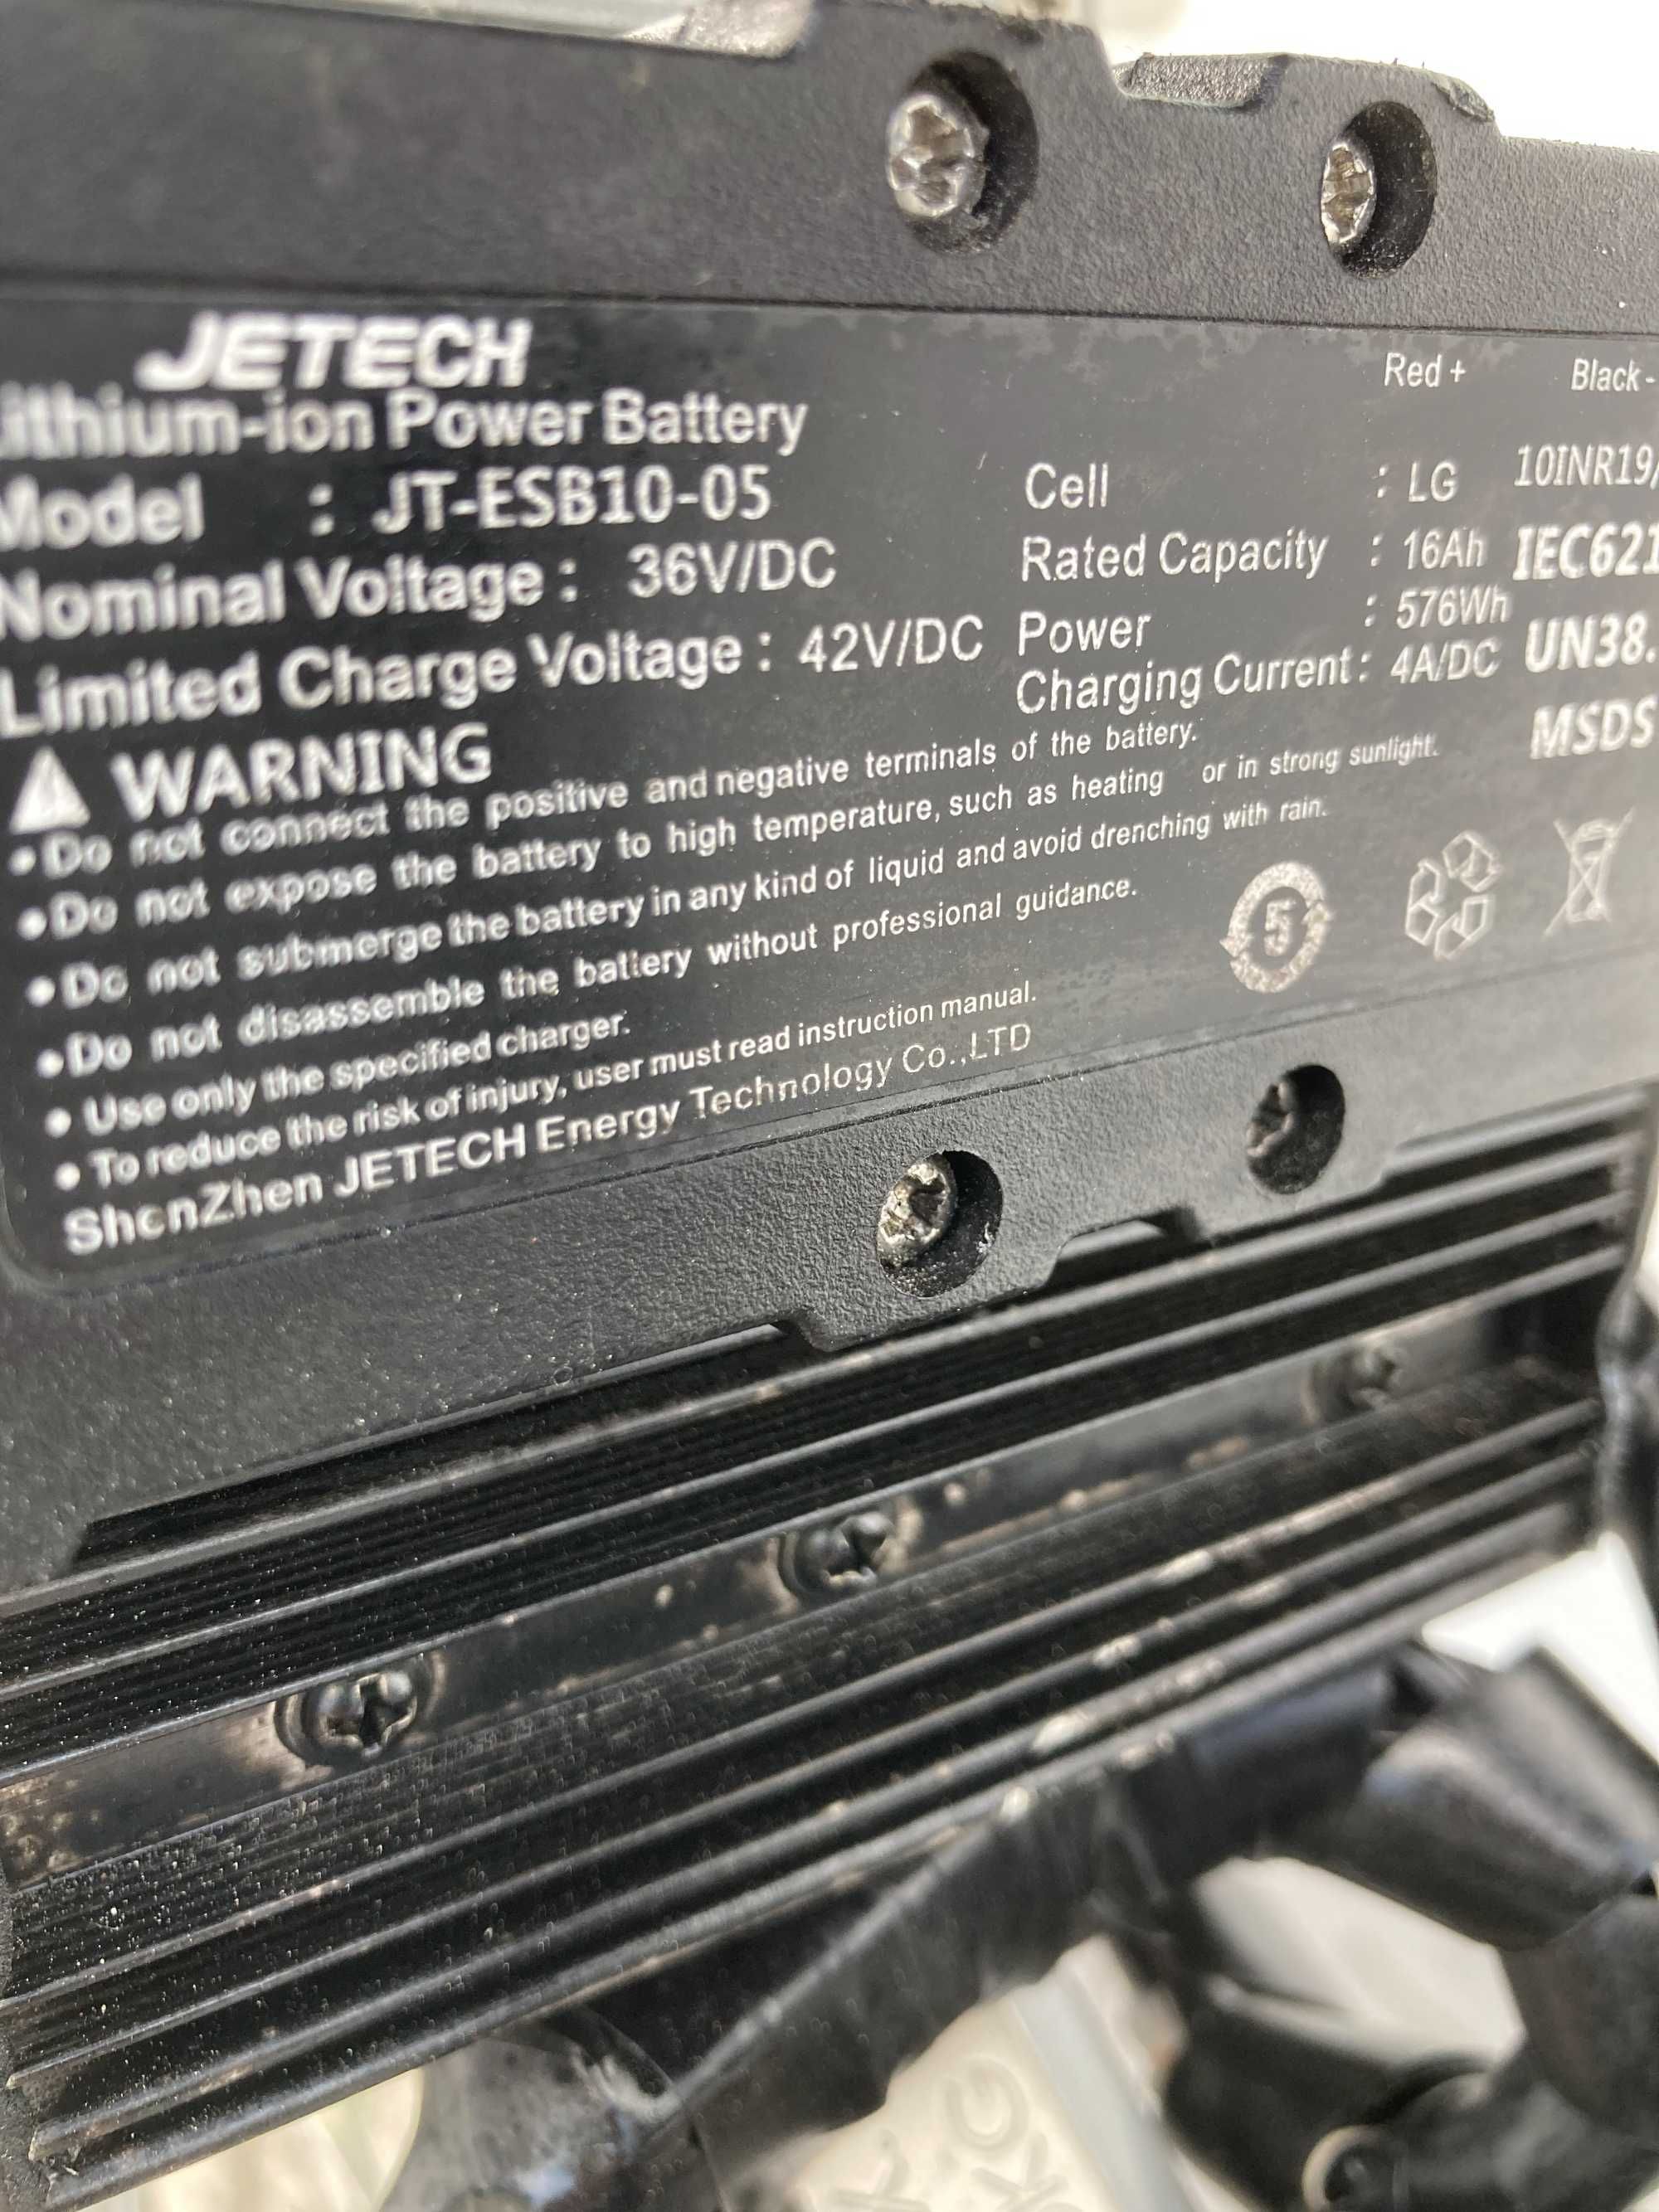 JETECH
Red + Black -
ithium-ion Power Battery
Model : JT-ESB10-05
Nominal Voltage : 36V/DC
Limited Charge Voltage : 42V/DC
Cell : LG
Rated Capacity : 16Ah
Power : 576Wh
Charging Current : 4A/DC
10INR19/
IEC621
UN38.
MSDS
WARNING
•Do not connect the positive and negative terminals of the battery.
•Do not expose the battery to high temperature, such as heating or in strong sunlight.
•Do not submerge the battery in any kind of liquid and avoid drenching with rain.
•Do not disassemble the battery without professional guidance.
• Use only the specified charger.
• To reduce the risk of injury, user must read instruction manual.
ShenZhen JETECH Energy Technology Co.,LTD
5